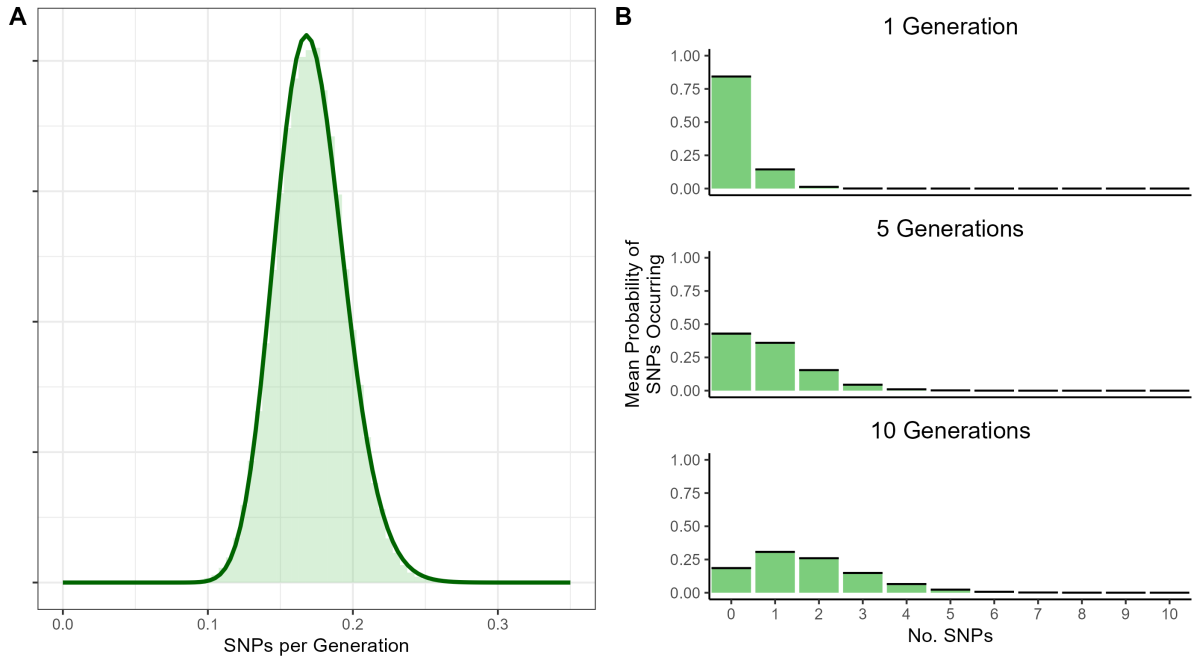 A
0.0 0.1 0.2 0.3
SNPs per Generation
B
Mean Probability of
SNPs Occurring
1 Generation
1.00
0.75
0.50
0.25
0.00
5 Generations
1.00
0.75
0.50
0.25
0.00
10 Generations
1.00
0.75
0.50
0.25
0.00
0 1 2 3 4 5 6 7 8 9 10
No. SNPs